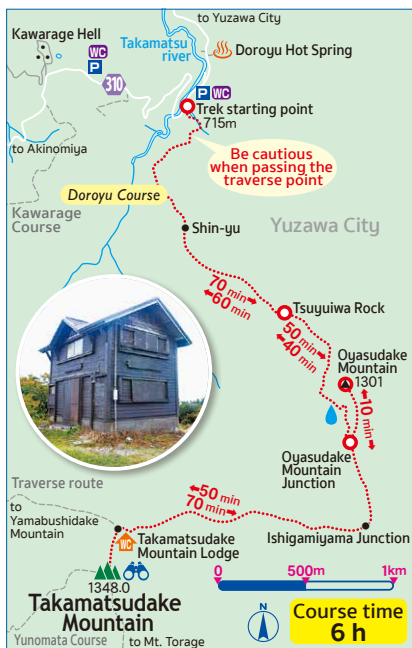 to Yuzawa City
Kawarage Hell
WC
P
310
Takamatsu
river
Doroyu Hot Spring
P WC
Trek starting point
715m
to Akinomiya
Be cautious
when passing the
traverse point
Doroyu Course
Kawarage
Course
Shin-yu
Yuzawa City
70 min
60 min
Tsuyuiwa Rock
50 min
40 min
Oyasudake
Mountain
1301
10 min
Oyasudake
Mountain
Junction
Traverse route
to
Yamabushidake
Mountain
50 min
70 min
WC
Takamatsudake
Mountain Lodge
Ishigamiyama Junction
1348.0
Takamatsudake
Mountain
0 500m 1km
N
Course time
6 h
Yunomata Course
to Mt. Torage